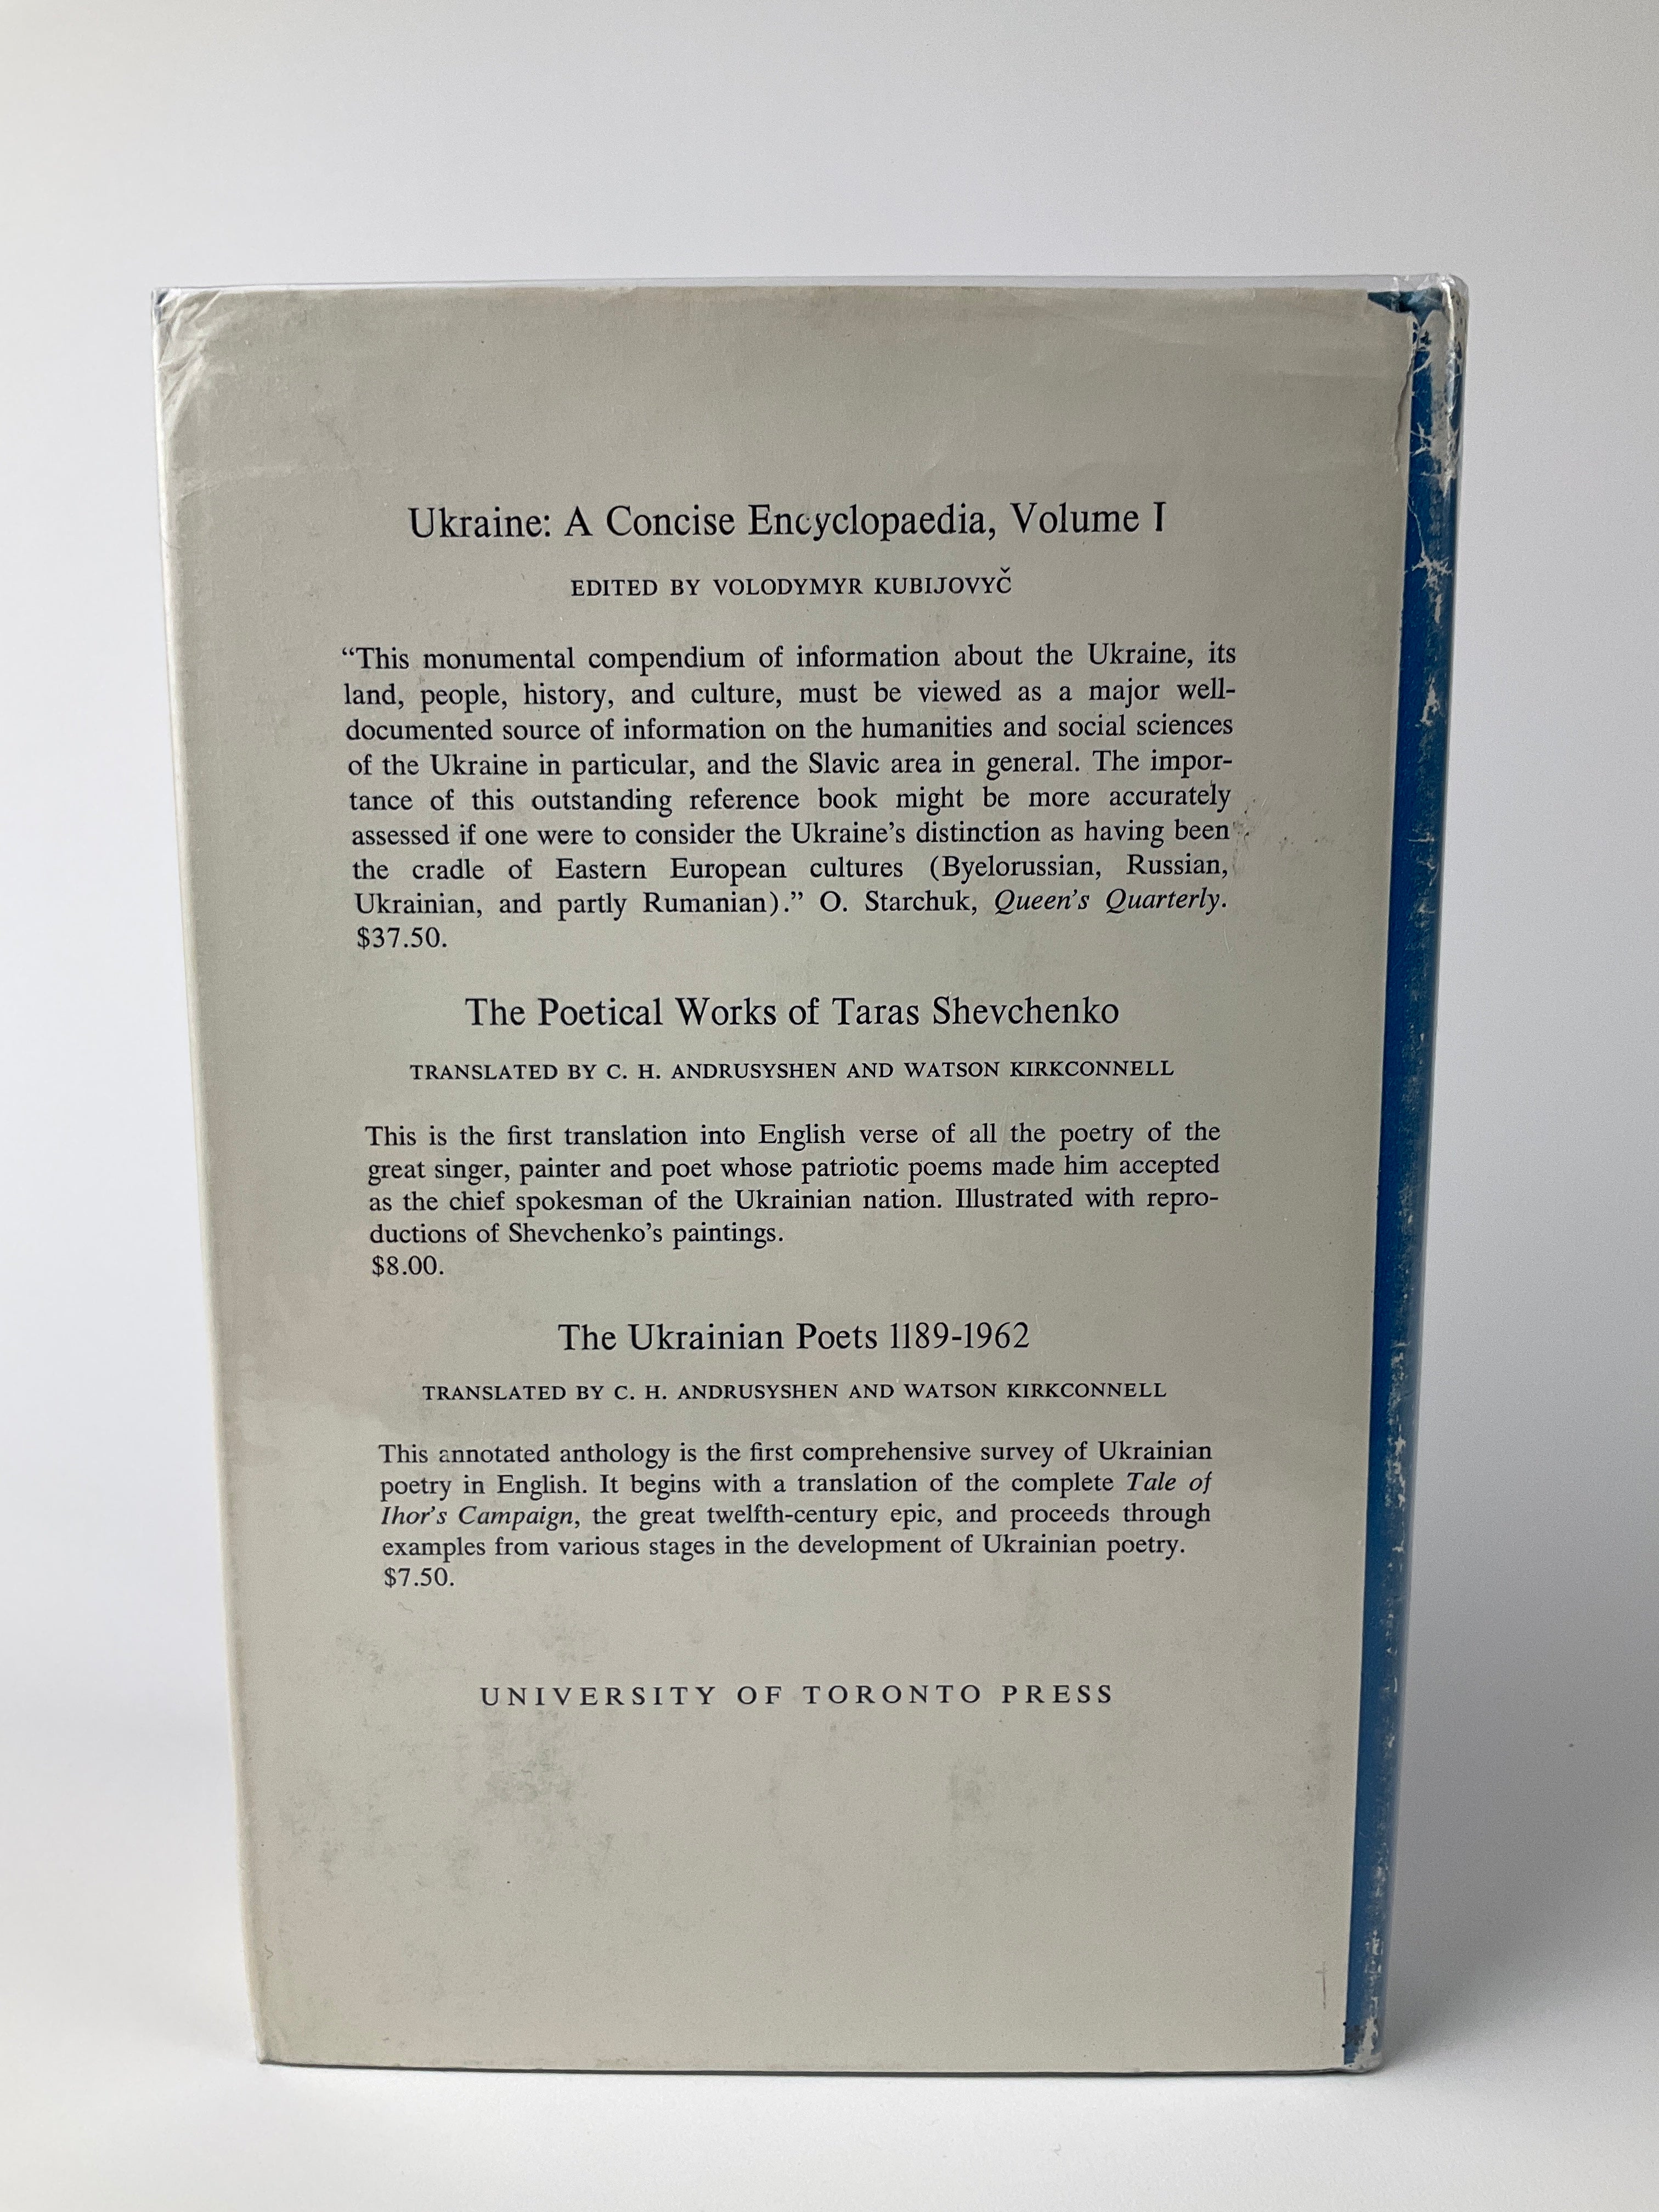 Ukraine: A Concise Encyclopaedia, Volume I
EDITED BY VOLODYMYR KUBIJOVYČ
“This monumental compendium of information about the Ukraine, its
land, people, history, and culture, must be viewed as a major well-
documented source of information on the humanities and social sciences
of the Ukraine in particular, and the Slavic area in general. The impor-
tance of this outstanding reference book might be more accurately
assessed if one were to consider the Ukraine’s distinction as having been
the cradle of Eastern European cultures (Byelorussian, Russian,
Ukrainian, and partly Rumanian).” O. Starchuk, Queen’s Quarterly.
$37.50.
The Poetical Works of Taras Shevchenko
TRANSLATED BY C. H. ANDRUSYSHEN AND WATSON KIRKCONNELL
This is the first translation into English verse of all the poetry of the
great singer, painter and poet whose patriotic poems made him accepted
as the chief spokesman of the Ukrainian nation. Illustrated with repro-
ductions of Shevchenko’s paintings.
$8.00.
The Ukrainian Poets 1189-1962
TRANSLATED BY C. H. ANDRUSYSHEN AND WATSON KIRKCONNELL
This annotated anthology is the first comprehensive survey of Ukrainian
poetry in English. It begins with a translation of the complete Tale of
Ihor’s Campaign, the great twelfth-century epic, and proceeds through
examples from various stages in the development of Ukrainian poetry.
$7.50.
UNIVERSITY OF TORONTO PRESS